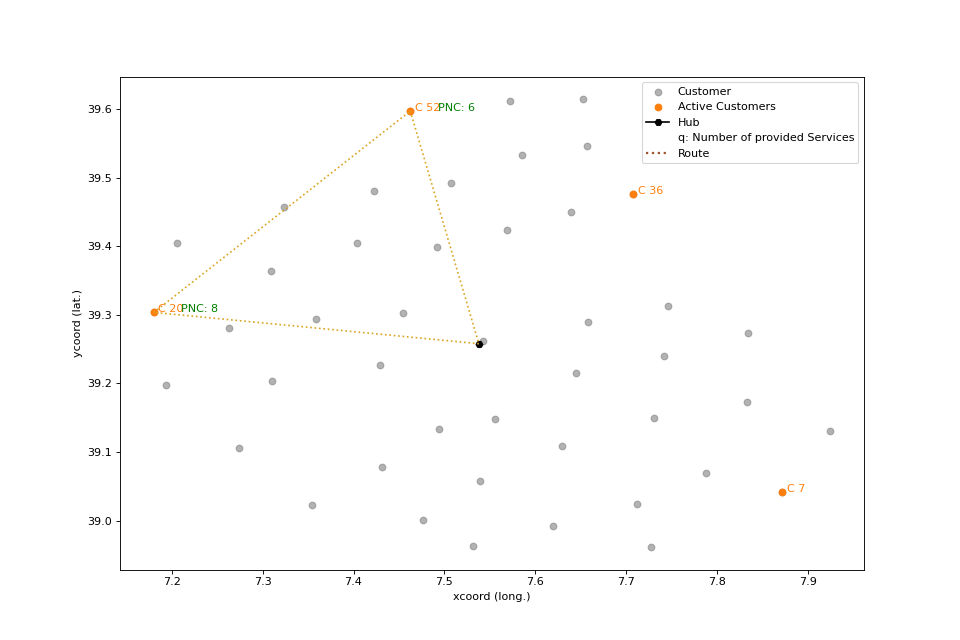 Customer
Active Customers
Hub
q: Number of provided Services
Route
C 52 PNC: 6
C 36
C 20 PNC: 8
C 7
39.6
39.5
39.4
39.3
39.2
39.1
39.0
ycoord (lat.)
7.2 7.3 7.4 7.5 7.6 7.7 7.8 7.9
xcoord (long.)